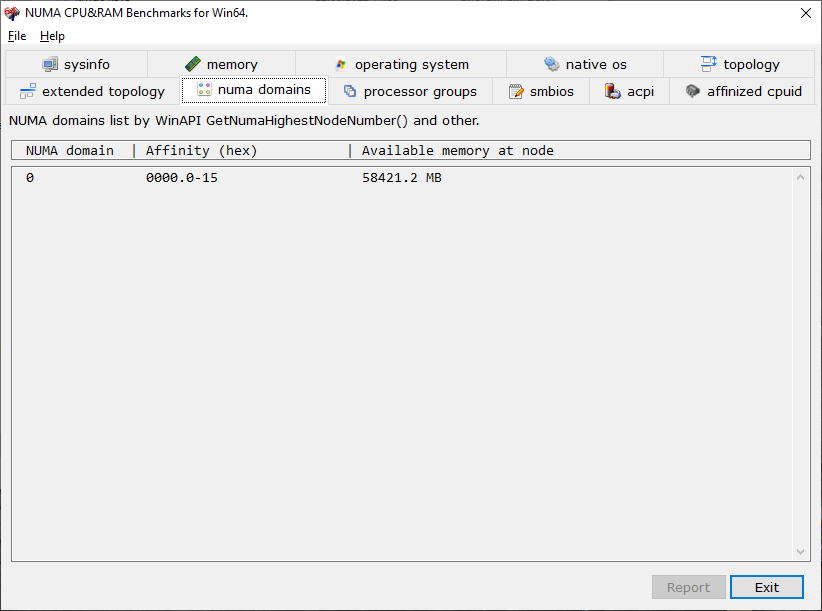 NUMA CPU&RAM Benchmarks for Win64.
File Help
sysinfo memory operating system native os topology
extended topology numa domains processor groups smbios acpi affinized cpuid
NUMA domains list by WinAPI GetNumaHighestNodeNumber() and other.
NUMA domain | Affinity (hex) | Available memory at node
0 0000.0-15 58421.2 MB
Report Exit